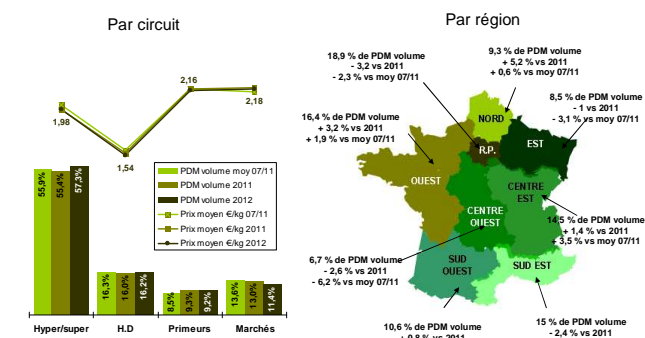 Par circuit
Par région
2,16
1,98
2,18
1,54
PDM volume moy 07/11
PDM volume 2011
PDM volume 2012
Prix moyen €/kg 07/11
Prix moyen €/kg 2011
Prix moyen €/kg 2012
55,9%
55,4%
57,3%
16,3%
16,0%
16,2%
8,5%
9,3%
9,2%
13,6%
13,0%
11,4%
Hyper/super
H.D
Primeurs
Marchés
18,9 % de PDM volume
- 3,2 vs 2011
- 2,3 % vs moy 07/11
9,3 % de PDM volume
+ 5,2 % vs 2011
+ 0,6 % vs moy 07/11
8,5 % de PDM volume
- 1 vs 2011
- 3,1 % vs moy 07/11
16,4 % de PDM volume
+ 3,2 % vs 2011
+ 1,9 % vs moy 07/11
NORD
R.P.
EST
OUEST
CENTRE
EST
CENTRE
OUEST
14,5 % de PDM volume
+ 1,4 % vs 2011
+ 3,5 % vs moy 07/11
6,7 % de PDM volume
- 2,6 % vs 2011
- 6,2 % vs moy 07/11
SUD
OUEST
SUD EST
10,6 % de PDM volume
+ 0,8 % vs 2011
15 % de PDM volume
- 2,4 % vs 2011